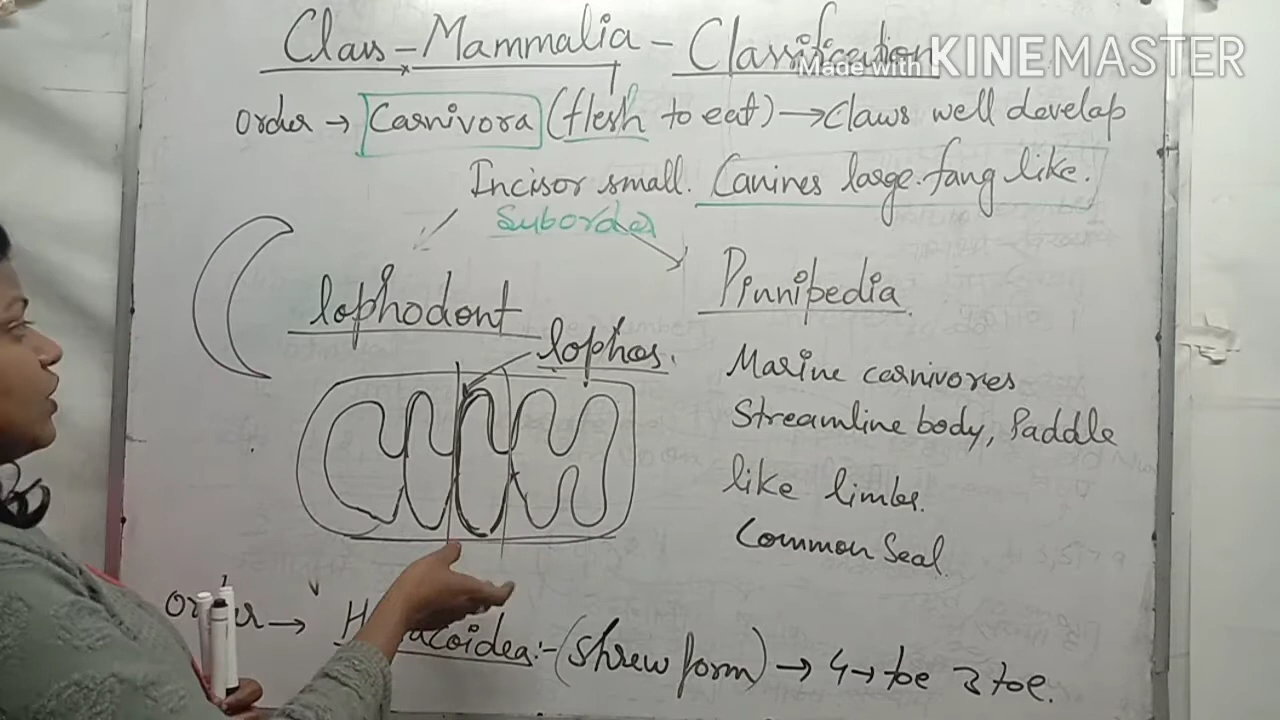 Class - Mammalia - Classification
Made with KINEMASTER
order → Carnivora (flesh to eat) → Claws well develop
Incisor small. Canines large. fang like.
Suborder
lophodont
lophos.
Pinnipedia.
Marine carnivores
Streamline body, Paddle
like limbs.
Common Seal.
→ (Shrew form) → 4 → toe 3 toe.